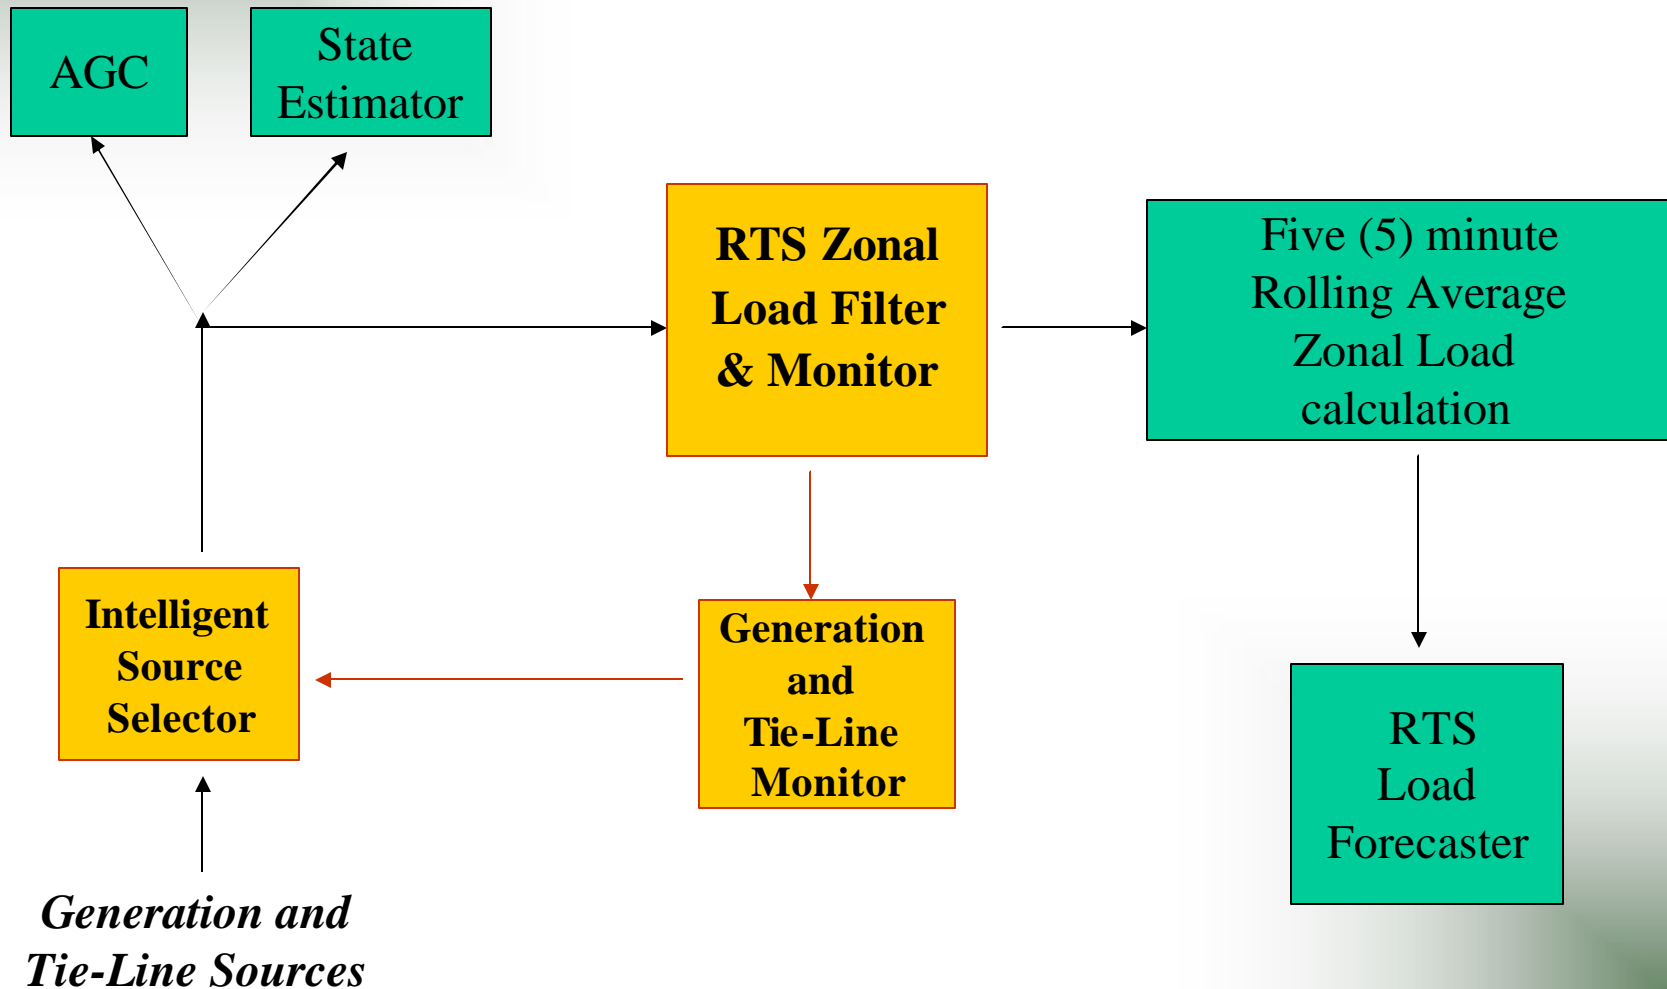 AGC
State
Estimator
RTS Zonal
Load Filter
& Monitor
Five (5) minute
Rolling Average
Zonal Load
calculation
Intelligent
Source
Selector
Generation
and
Tie-Line
Monitor
RTS
Load
Forecaster
Generation and
Tie-Line Sources